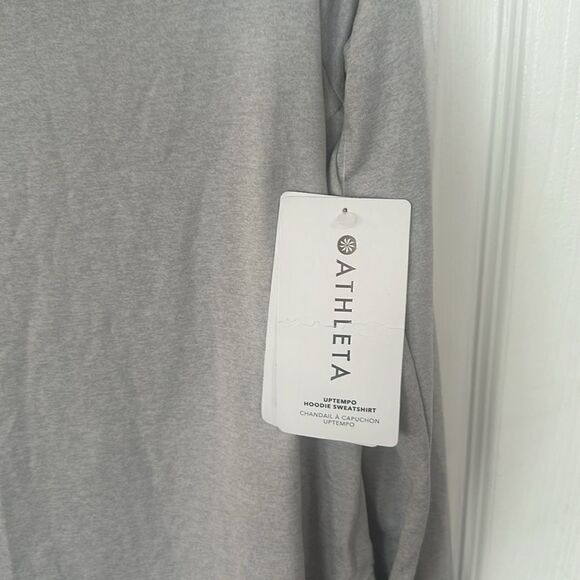 ATHLETA
UPTEMPO
HOODIE SWEATSHIRT
CHANDAIL À CAPUCHON
UPTEMPO